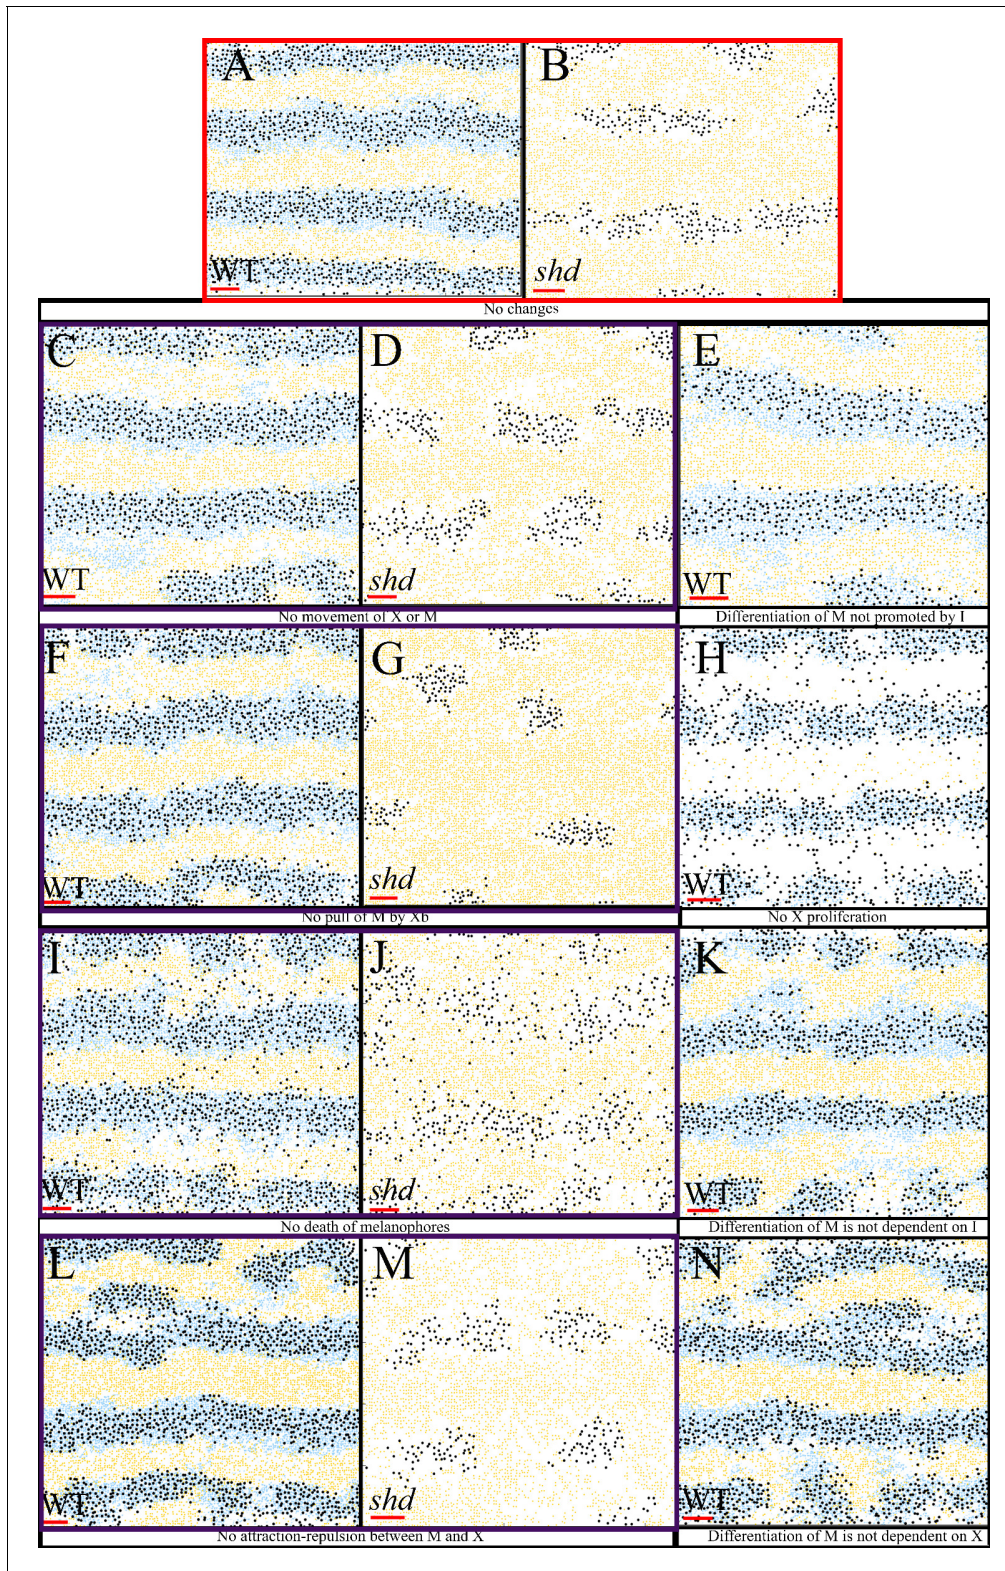 A
B
WT
shd
No changes
C
D
E
WT
shd
WT
No movement of X or M
Differentiation of M not promoted by I
F
G
H
WT
shd
WT
No pull of M by Xb
No X proliferation
I
J
K
WT
shd
WT
No death of melanophores
Differentiation of M is not dependent on I
L
M
N
WT
shd
WT
No attraction-repulsion between M and X
Differentiation of M is not dependent on X